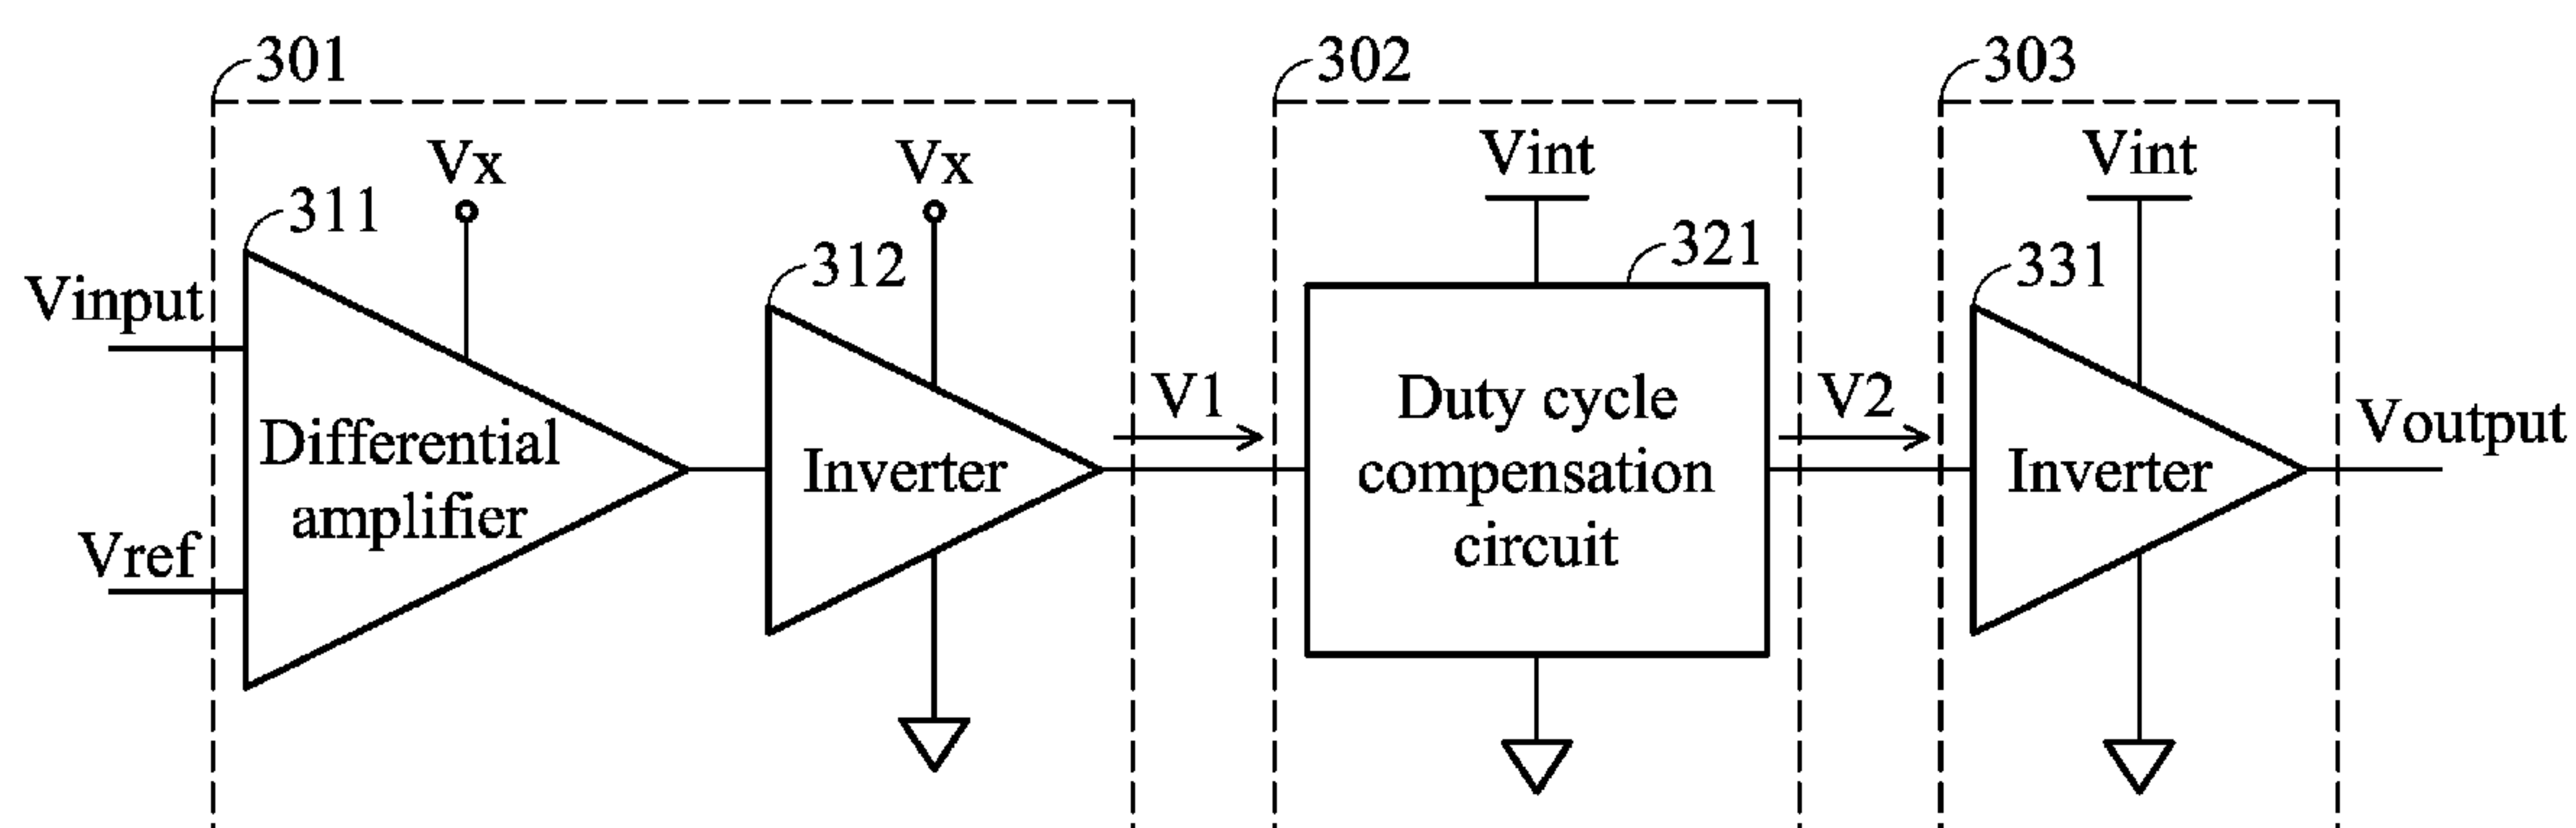 301
302
303
Vx
Vx
Vint
Vint
311
312
321
331
Vinput
Vref
Differential
amplifier
Inverter
V1
Duty cycle
compensation
circuit
V2
Inverter
Voutput